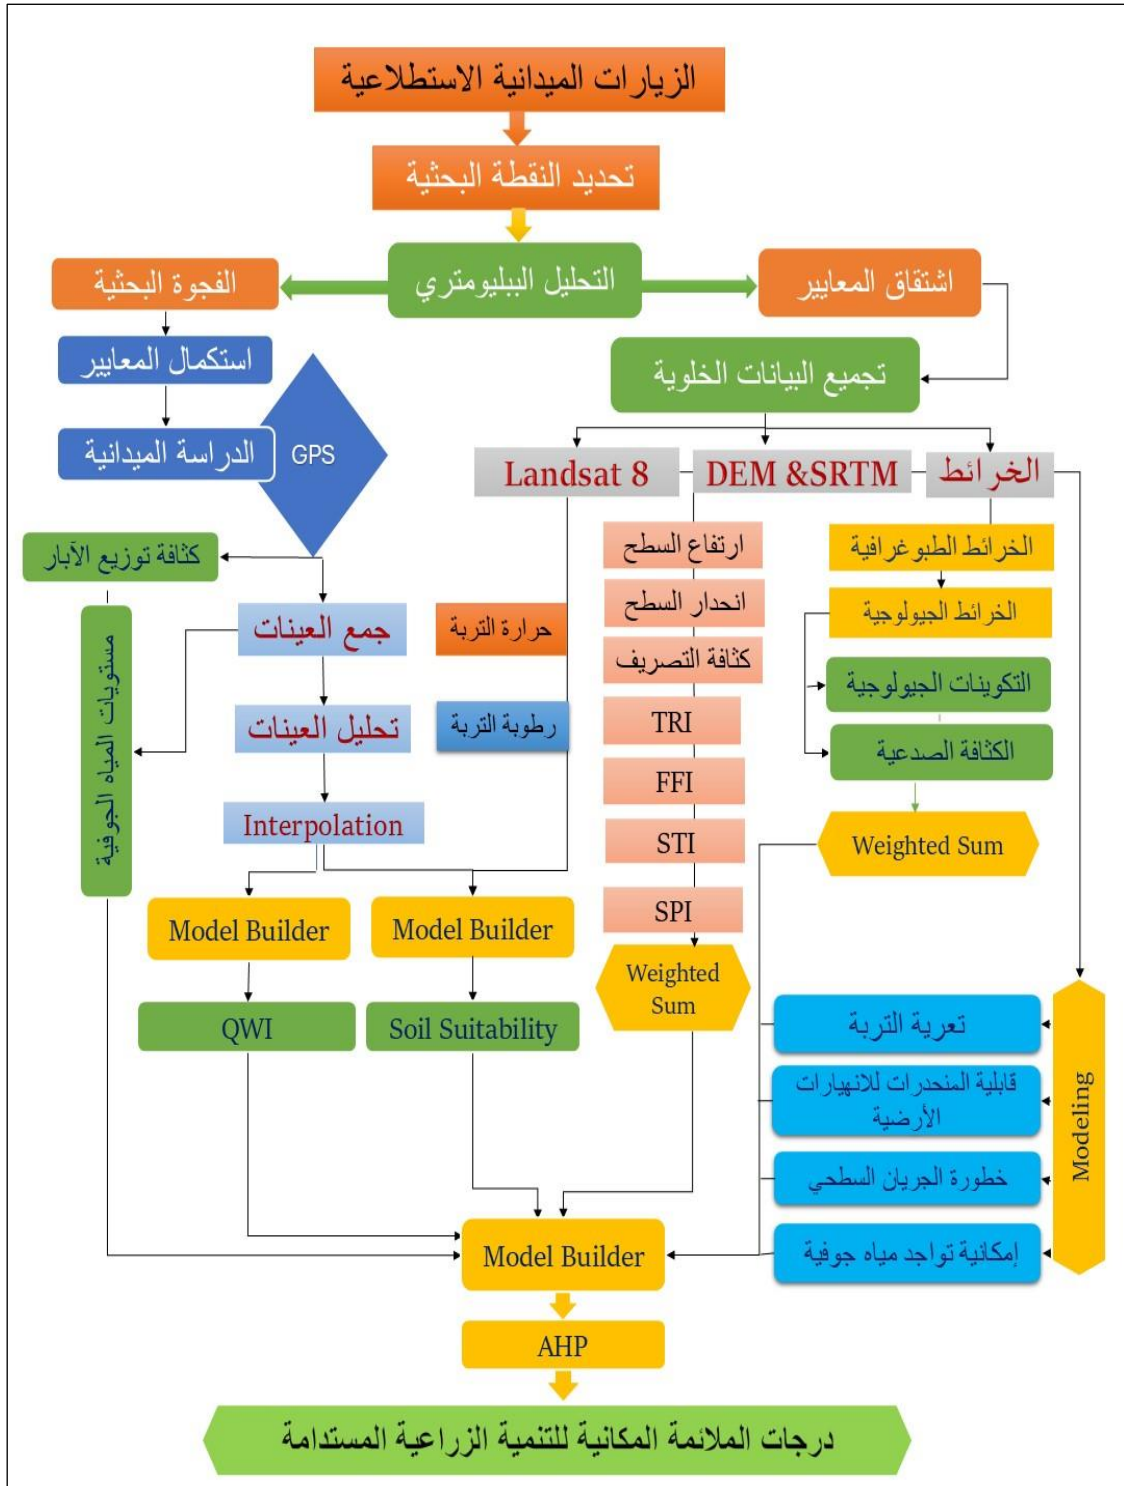 الزيارات الميدانية الاستطلاعية
تحديد النقطة البحثية
التحليل الببليومتري
اشتقاق المعايير
الفجوة البحثية
استكمال المعايير
تجميع البيانات الخلوية
الدراسة الميدانية
GPS
الخرائط
DEM &SRTM
Landsat 8
الخرائط الطبوغرافية
الخرائط الجيولوجية
التكوينات الجيولوجية
الكثافة الصدعية
Weighted Sum
ارتفاع السطح
انحدار السطح
كثافة التصريف
TRI
FFI
STI
SPI
Weighted
Sum
حرارة التربة
رطوبة التربة
كثافة توزيع الآبار
مستويات المياه الجوفية
جمع العينات
تحليل العينات
Interpolation
Model Builder
Model Builder
QWI
Soil Suitability
Modeling
تعرية التربة
قابلية المنحدرات للانهيارات
الأرضية
خطورة الجريان السطحي
إمكانية تواجد مياه جوفية
Model Builder
AHP
درجات الملائمة المكانية للتنمية الزراعية المستدامة